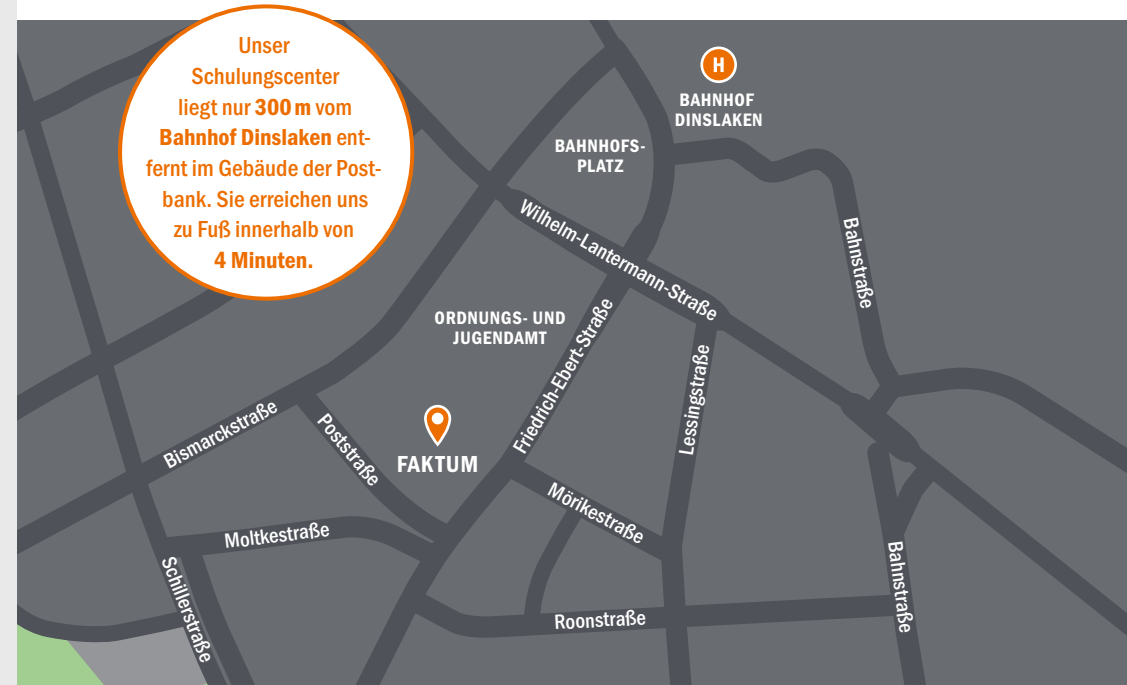 Unser
Schulungscenter
liegt nur 300 m vom
Bahnhof Dinslaken ent-
fernt im Gebäude der Post-
bank. Sie erreichen uns
zu Fuß innerhalb von
4 Minuten.
H
BAHNHOF
DINSLAKEN
BAHNHOFS-
PLATZ
Wilhelm-Lantermann-Straße
Bahnstraße
ORDNUNGS- UND
JUGENDAMT
Friedrich-Ebert-Straße
Lessingstraße
Bismarckstraße
Poststraße
FAKTUM
Mörikestraße
Moltkestraße
Schillerstraße
Bahnstraße
Roonstraße